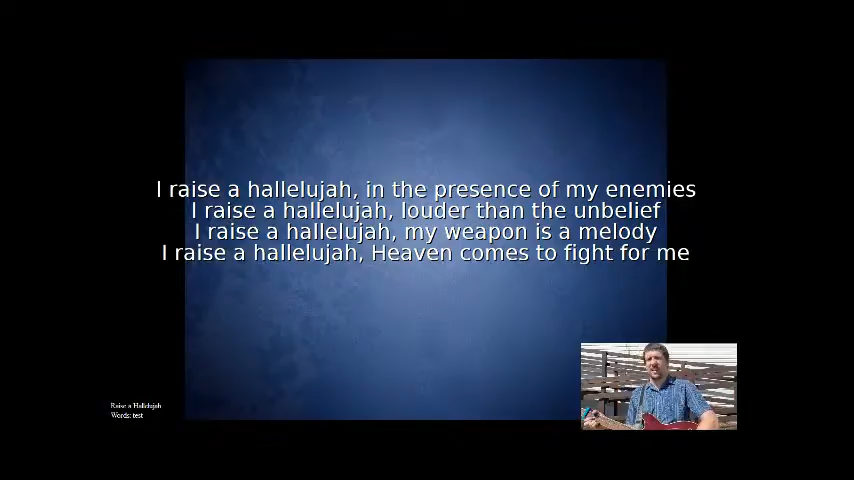 I raise a hallelujah, in the presence of my enemies
I raise a hallelujah, louder than the unbelief
I raise a hallelujah, my weapon is a melody
I raise a hallelujah, Heaven comes to fight for me
Raise a Hallelujah
Words: test